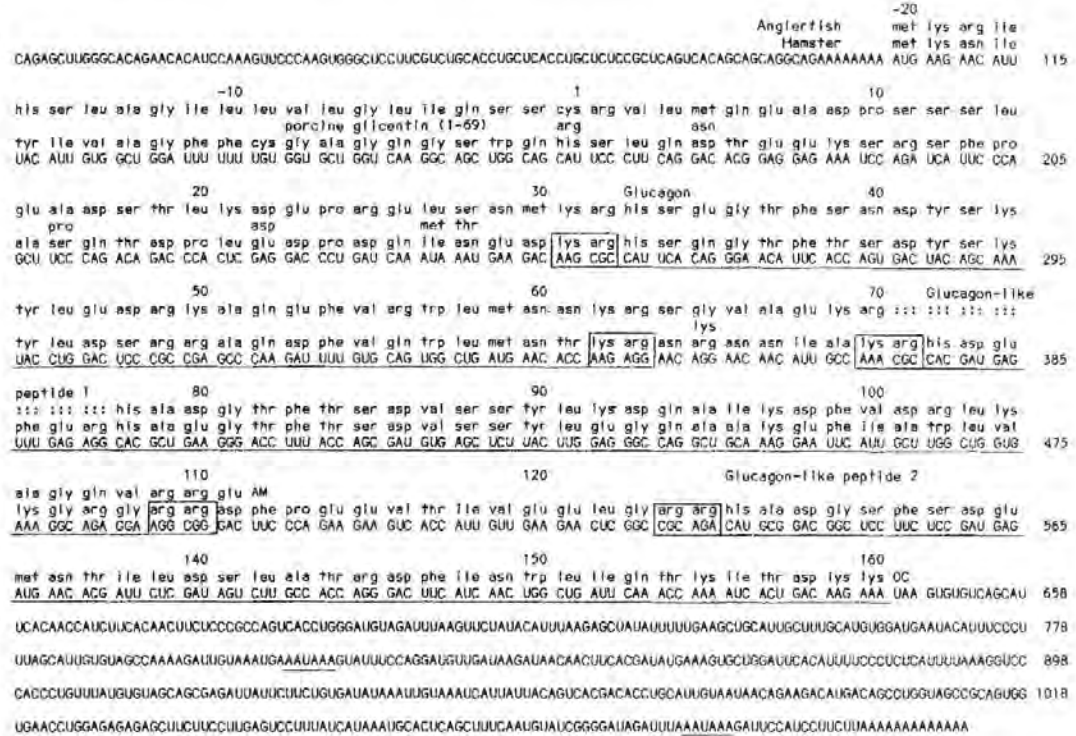 -20
Anglerfish met lys arg ile
Hamster met lys asn ile
CAGAGCUUGGGCACAGAACACAUCCAAAGUUCCCAAGUGGGCUCCUUCGUCUGCACCUGCUCACCUGCUCUCCGCUCAGUCACAGCAGCAGGCAGAAAAAAAA AUG AAG AAC AUU 115
-10 1 10
his ser leu ala gly ile leu leu val leu gly leu ile gln ser ser cys arg val leu met gln glu ala asp pro ser ser ser leu
porcine glicentin (1-69) arg asn
tyr ile val ala gly phe phe cys gly ala gly gly ser trp gln his ser leu gln asp thr glu glu lys ser arg ser phe pro
UAC AUU GUG GCU GGA UUU UUU UGU GGU GCU GGU CAA GGC AGC UGG CAG CAU UCC CUU CAG GAC ACG GAG GAG AAA UCC AGA UCA UUC CCA 205
20 30 Glucagon 40
glu ala asp ser thr leu lys asp glu pro arg glu leu ser asn met lys arg his ser glu gly thr phe ser asn asp tyr ser lys
pro asp met thr
ala ser gln thr asp pro leu glu asp pro asp gln ile asn glu asp lys arg his ser gln gly thr phe thr ser asp tyr ser lys
GCU UCC CAG ACA GAC CCA CUC GAG GAC CCU GAU CAA AUA AAU GAA GAC AAG CGC CAU UCA CAG GGA ACA UUC ACC AGU GAC UAC AGC AAA 295
50 60 70 Glucagon-like
tyr leu glu asp arg lys ala gln glu phe val arg trp leu met asn asn lys arg ser gly val ala glu lys arg ::: ::: ::: :::
lys
tyr leu asp ser arg arg ala gln asp phe val gln trp leu met asn thr lys arg asn arg asn asn ile ala lys arg his asp glu
UAC CUG GAC UCC CGC CGA GCC CAA GAU UUU GUG CAG UGG CUG AUG AAC ACC AAG AGG AAC AGG AAC AAC AUU GCC AAA CGC CAC GAU GAG 385
peptide 1 80 90 100
::: ::: ::: his ala asp gly thr phe thr ser asp val ser ser tyr leu lys asp gln ala ile lys asp phe val asp arg leu lys
phe glu arg his ala glu gly thr phe thr ser asp val ser ser tyr leu glu gly gln ala ala lys glu phe ile ala trp leu val
UUU GAG AGG CAC GCU GAA GGG ACC UUU ACC AGC GAU GUG AGC UCU UAC UUG GAG GGC CAG GCU GCA AAG GAA UUC AUU GCU UGG CUG GUG 475
110 120 Glucagon-like peptide 2
ala gly gln val arg arg glu AM
lys gly arg gly arg arg asp phe pro glu glu val thr ile val glu glu leu gly arg arg his ala asp gly ser phe ser asp glu
AAA GGC AGA GGA AGG CGG GAC UUC CCA GAA GAA GUC ACC AUU GUU GAA GAA CUC GGC CGC AGA CAU GCG GAC GGC UCC UUC UCC GAU GAG 565
140 150 160
met asn thr ile leu asp ser leu ala thr arg asp phe ile asn trp leu ile gln thr lys ile thr asp lys lys OC
AUG AAC ACG AUU CUC GAU AGU CUU GCC ACC AGG GAC UUC AUC AAC UGG CUG AUU CAA ACC AAA AUC ACU GAC AAG AAA UAA GUGUGUCAGCAU 658
UCACAACCAUCUUCACAACUUCUCCCGCCAGUCACCUGGGAUGUAGAUUUAAGUUCUAUACAUUUAAGAGCUAUAUUUUUGAAGCUGCAUUGCUUUGCAUGUGGAUGAAUACAUUUCCCU 778
UUAGCAUUGUGUAGCCAAAAGAUUGUAAAUGAAAUAAAGUAUUUCCAGGAUGUUGAUAAGAUAACAACUUCACGAUAUGAAAGUGCUGGAUUCACAUUUUCCCUCUCAUUUUAAAGGUCC 898
CACCCUGUUUAUGUGUAGCAGCGAGAUUAUUCUUCUGUGAUAUAAAUUGUAAAUCAUUAUUACAGUCACGACACCUGCAUUGUAAUAACAGAAGACAUGACAGCCUGGUAGCCGCAGUGG 1018
UGAACCUGGAGAGAGAGCUUCUUCCUUGAGUCCUUUAUCAUAAAUGCACUCAGCUUUCAAUGUAUCGGGGAUAGAUUUAAAUAAAGAUUCCAUCCUUCUUAAAAAAAAAAAAA